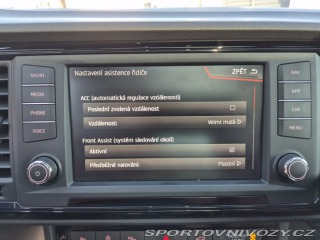 Nastavení asistence řidiče
ZPĚT
RADIO
MEDIA
PHONE
VOICE
ACC (automatická regulace vzdálenosti)
Poslední zvolená vzdálenost
Vzdálenost: Velmi malá
Front Assist (systém sledování okolí)
Aktivní
Předběžné varování: Pozdní
NAV
APP
CAR
MENU
SPORTOVNIVOZY.CZ